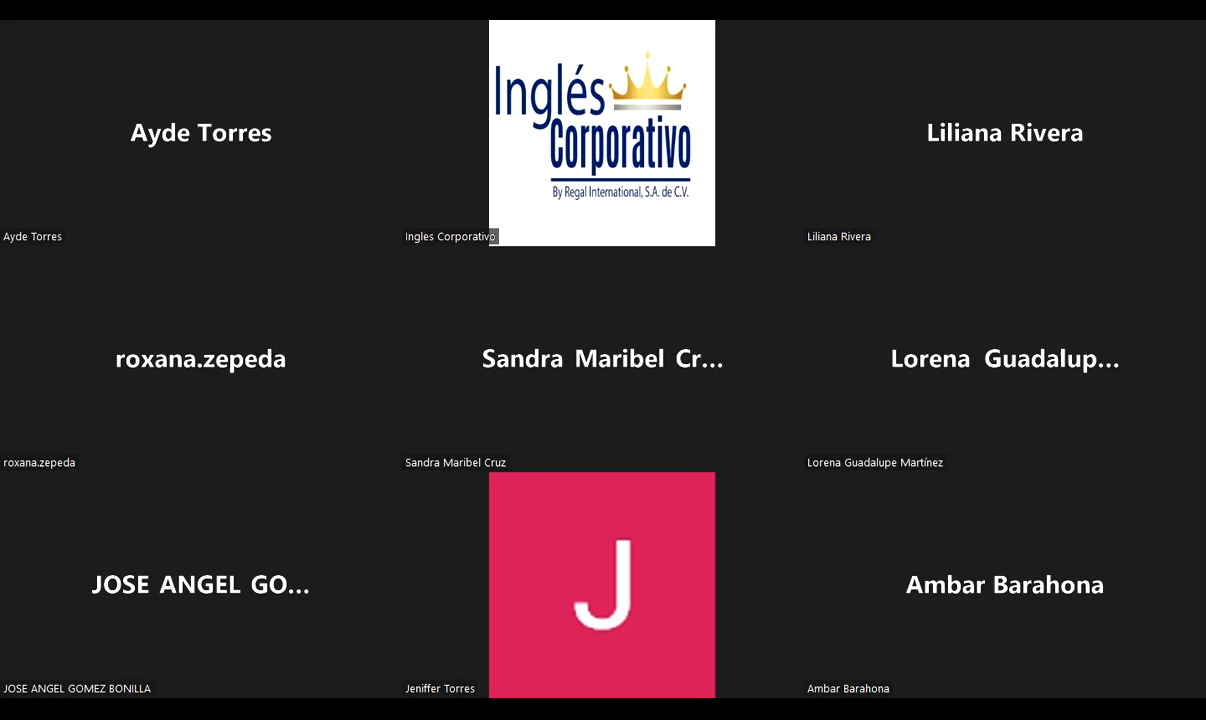 Ayde Torres
Ayde Torres
Inglés
Corporativo
By Regal International, S.A. de C.V.
Ingles Corporativo
Liliana Rivera
Liliana Rivera
roxana.zepeda
roxana.zepeda
Sandra Maribel Cr...
Sandra Maribel Cruz
Lorena Guadalup...
Lorena Guadalupe Martínez
JOSE ANGEL GO...
JOSE ANGEL GOMEZ BONILLA
J
Jeniffer Torres
Ambar Barahona
Ambar Barahona